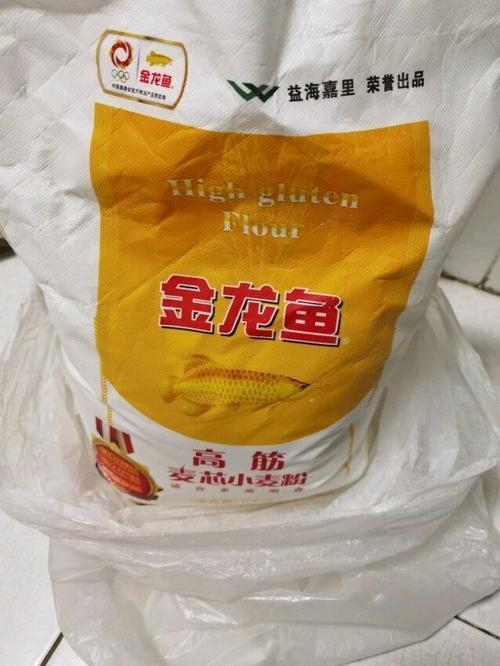 金龙鱼
益海嘉里 荣誉出品
High gluten
Flour
金龙鱼
高筋
麦芯小麦粉